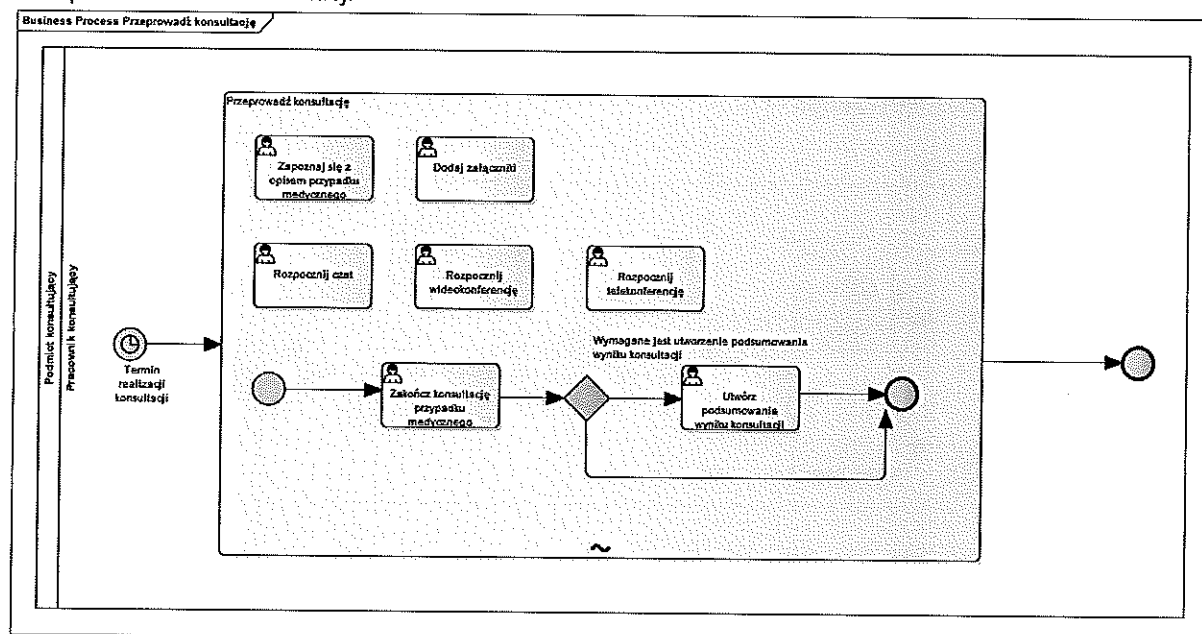 Business Process Przeprowadź konsultację
Podmiot konsultujący
Pracownik konsultujący
Przeprowadź konsultację
Zapoznaj się z
opisem przypadku
medycznego
Dodaj załączniki
Rozpocznij czat
Rozpocznij
wideokonferencję
Rozpocznij
telekonferencję
Termin
realizacji
konsultacji
Wymagane jest utworzenie podsumowania
wyniku konsultacji
Zakończ konsultację
przypadku
medycznego
Utwórz
podsumowania
wyniku konsultacji